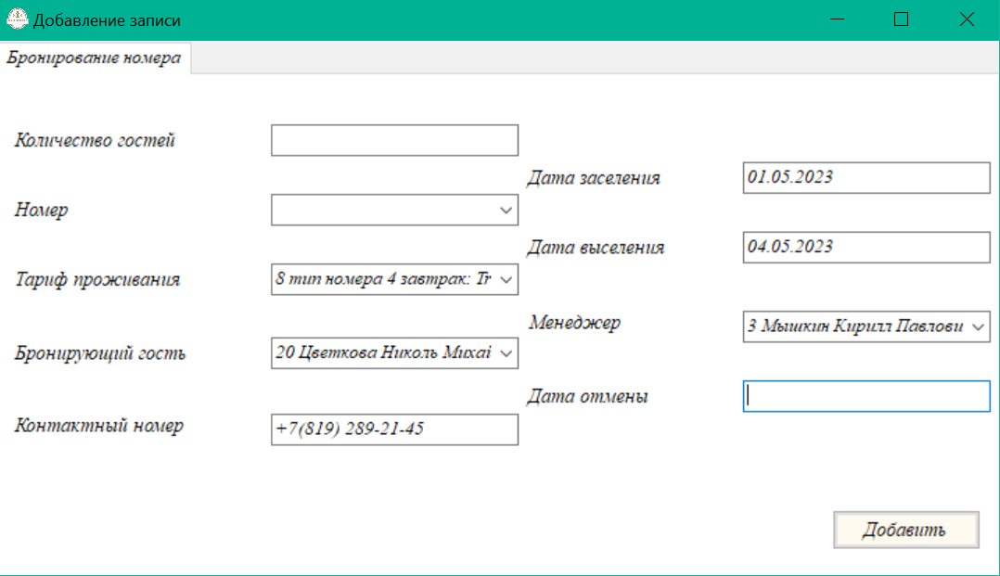 Добавление записи
Бронирование номера
Количество гостей
Номер
Тариф проживания
8 тип номера 4 завтрак: Tr
Бронирующий гость
20 Цветкова Николь Миха
Контактный номер
+7(819) 289-21-45
Дата заселения
01.05.2023
Дата выселения
04.05.2023
Менеджер
3 Мышкин Кирилл Павлови
Дата отмены
Добавить